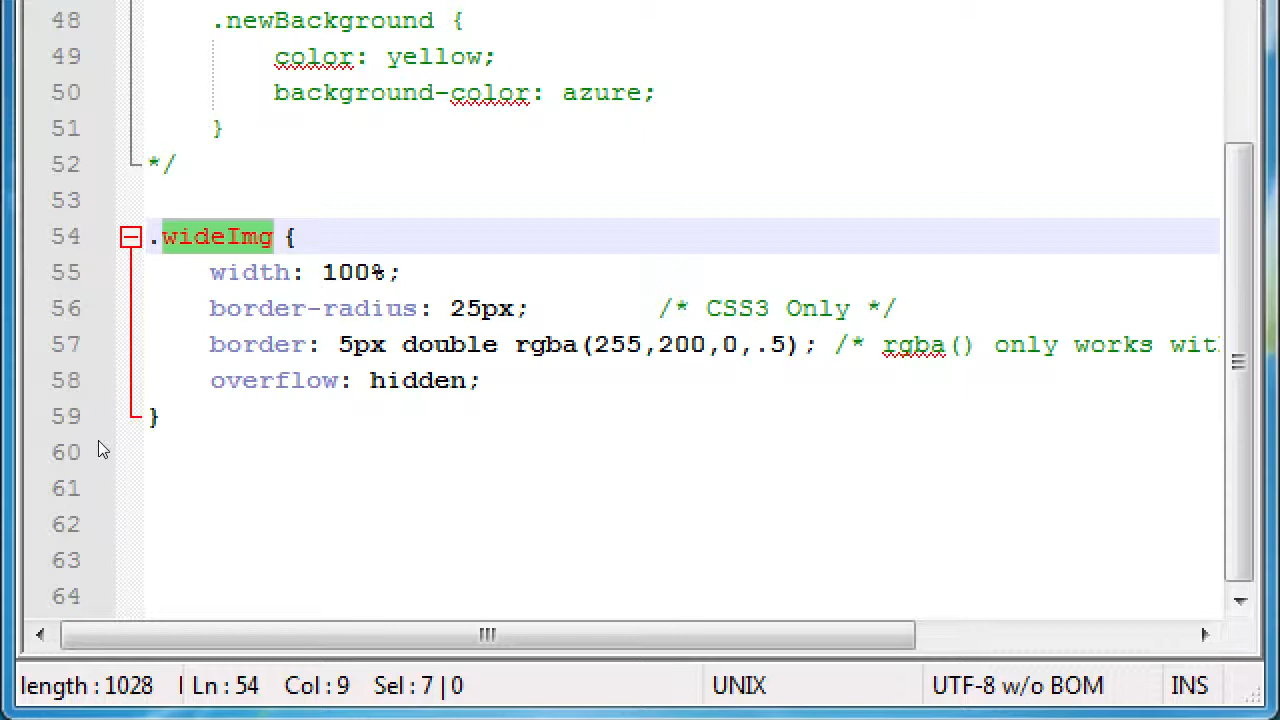 48 .newBackground {
49 color: yellow;
50 background-color: azure;
51 }
52 */
53
54 .wideImg {
55 width: 100%;
56 border-radius: 25px; /* CSS3 Only */
57 border: 5px double rgba(255,200,0,.5); /* rgba() only works wit
58 overflow: hidden;
59 }
60
61
62
63
64
length : 1028 l Ln : 54 Col : 9 Sel : 7 | 0 UNIX UTF-8 w/o BOM INS